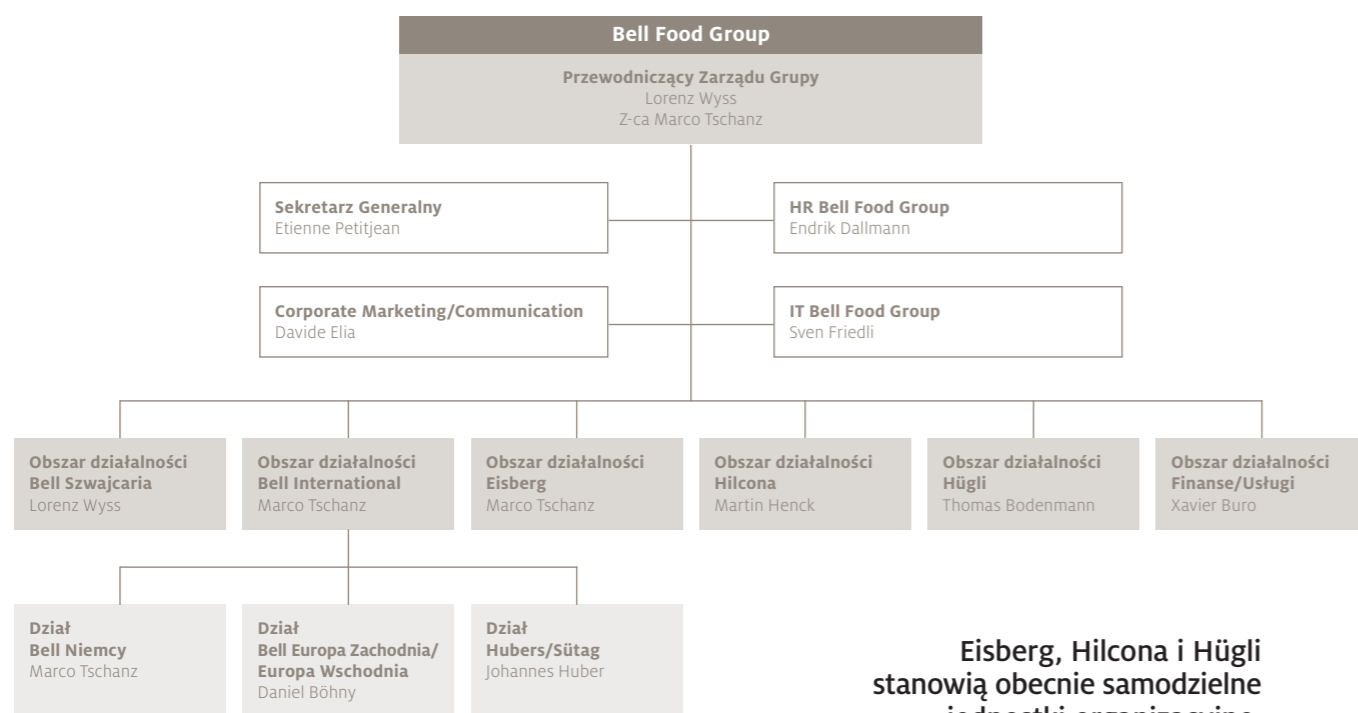 Bell Food Group
Przewodniczący Zarządu Grupy
Lorenz Wyss
Z-ca Marco Tschanz
Sekretarz Generalny
Etienne Petitjean
HR Bell Food Group
Endrik Dallmann
Corporate Marketing/Communication
Davide Elia
IT Bell Food Group
Sven Friedli
Obszar działalności
Bell Szwajcaria
Lorenz Wyss
Obszar działalności
Bell International
Marco Tschanz
Obszar działalności
Eisberg
Marco Tschanz
Obszar działalności
Hilcona
Martin Henck
Obszar działalności
Hügli
Thomas Bodenmann
Obszar działalności
Finanse/Usługi
Xavier Buro
Dział
Bell Niemcy
Marco Tschanz
Dział
Bell Europa Zachodnia/
Europa Wschodnia
Daniel Böhny
Dział
Hubers/Sütag
Johannes Huber
Eisberg, Hilcona i Hügli
stanowią obecnie samodzielne
jednostki organizacyjne.